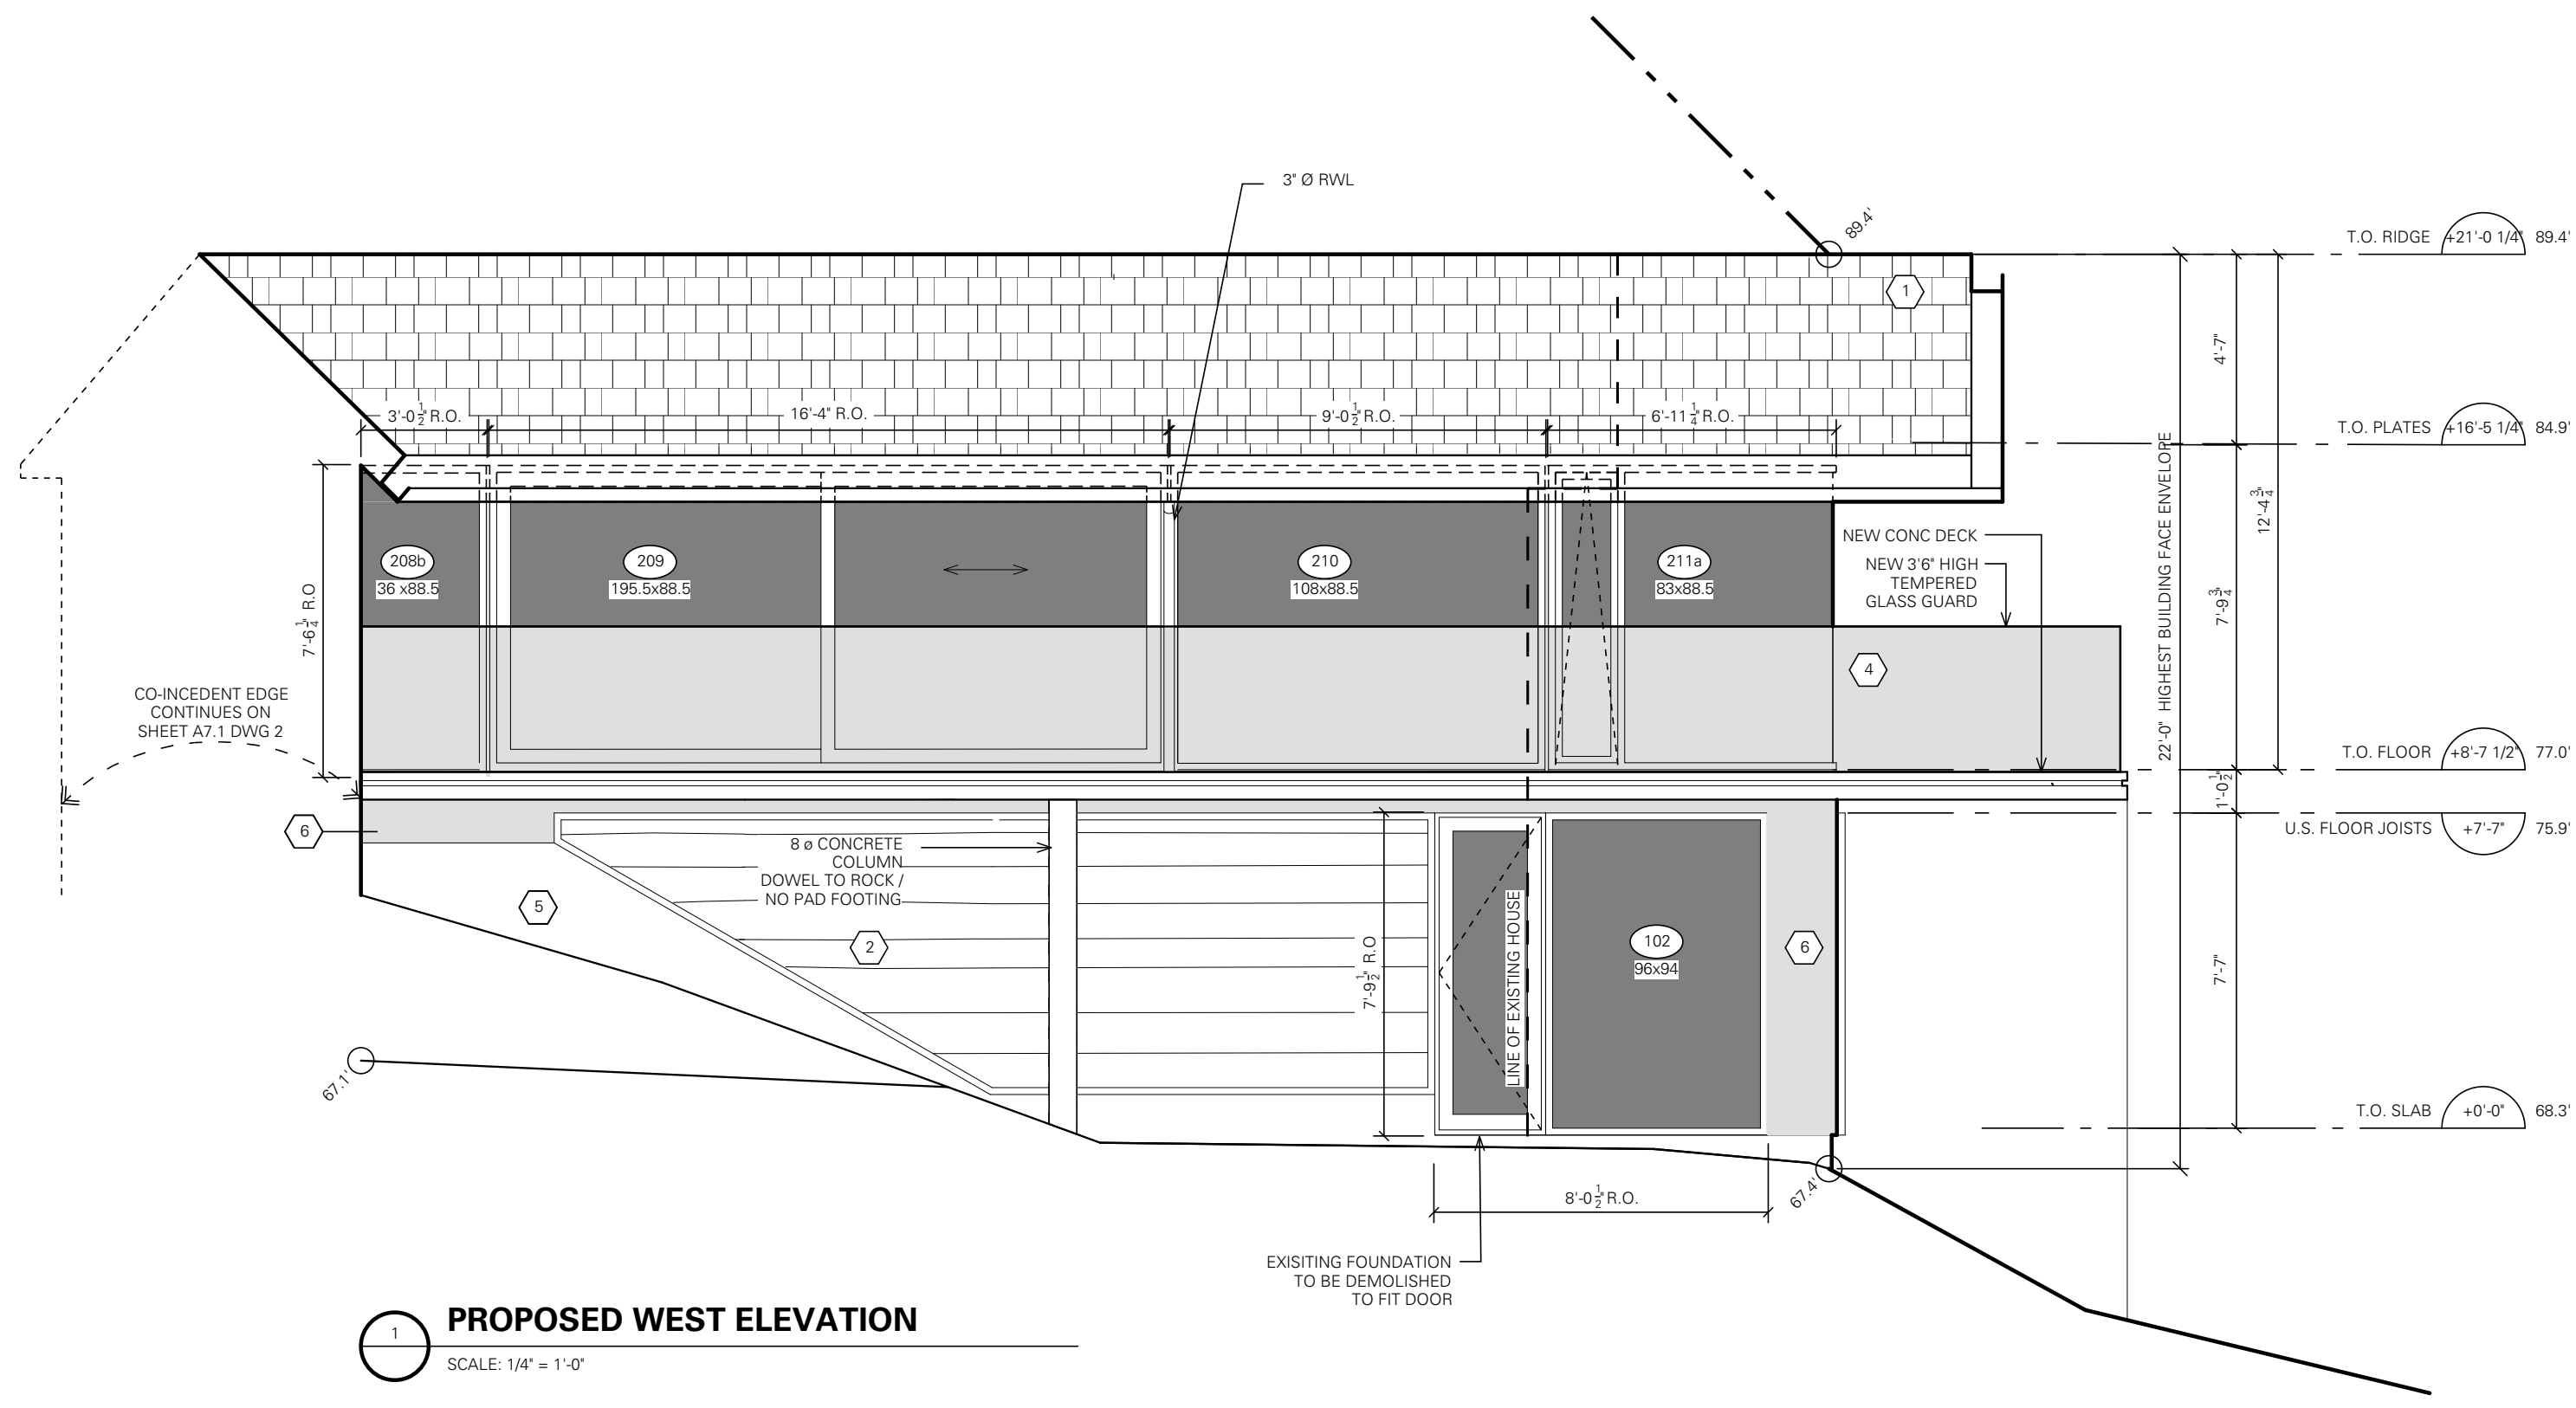 3" Ø RWL
89.4'
T.O. RIDGE +21'-0 1/4" 89.4'
1
4'-7"
3'-0 1/2" R.O.
16'-4" R.O.
9'-0 1/2" R.O.
6'-11 1/4" R.O.
T.O. PLATES +16'-5 1/4" 84.9'
22'-0" HIGHEST BUILDING FACE ENVELOPE
12'-4 3/4"
7'-9 3/4"
7'-6 1/4" R.O
208b
36 x88.5
209
195.5x88.5
210
108x88.5
211a
83x88.5
NEW CONC DECK
NEW 3'6" HIGH
TEMPERED
GLASS GUARD
4
CO-INCEDENT EDGE
CONTINUES ON
SHEET A7.1 DWG 2
T.O. FLOOR +8'-7 1/2" 77.0'
1'-0 1/2"
U.S. FLOOR JOISTS +7'-7" 75.9'
6
8 ø CONCRETE
COLUMN
DOWEL TO ROCK /
NO PAD FOOTING
5
2
7'-9 1/2" R.O
LINE OF EXISTING HOUSE
102
96x94
6
7'-7"
67.1'
T.O. SLAB +0'-0" 68.3'
67.4'
8'-0 1/2" R.O.
EXISITING FOUNDATION
TO BE DEMOLISHED
TO FIT DOOR
1
PROPOSED WEST ELEVATION
SCALE: 1/4" = 1'-0"